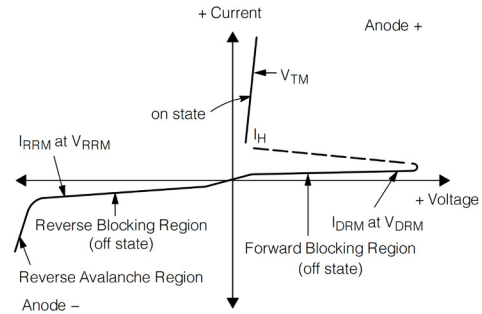 + Current
Anode +
V_TM
on state
I_H
I_RRM at V_RRM
+ Voltage
I_DRM at V_DRM
Reverse Blocking Region
(off state)
Forward Blocking Region
(off state)
Reverse Avalanche Region
Anode –